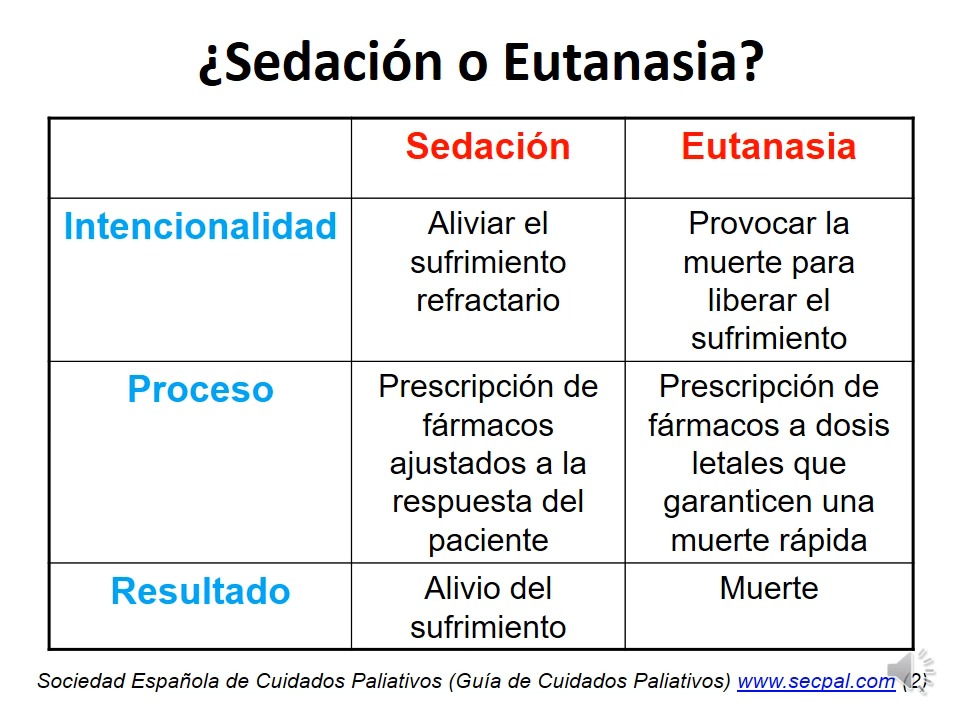 ¿Sedación o Eutanasia?
Sedación
Eutanasia
Intencionalidad
Aliviar el
sufrimiento
refractario
Provocar la
muerte para
liberar el
sufrimiento
Proceso
Prescripción de
fármacos
ajustados a la
respuesta del
paciente
Prescripción de
fármacos a dosis
letales que
garanticen una
muerte rápida
Resultado
Alivio del
sufrimiento
Muerte
Sociedad Española de Cuidados Paliativos (Guía de Cuidados Paliativos) www.secpal.com (2)